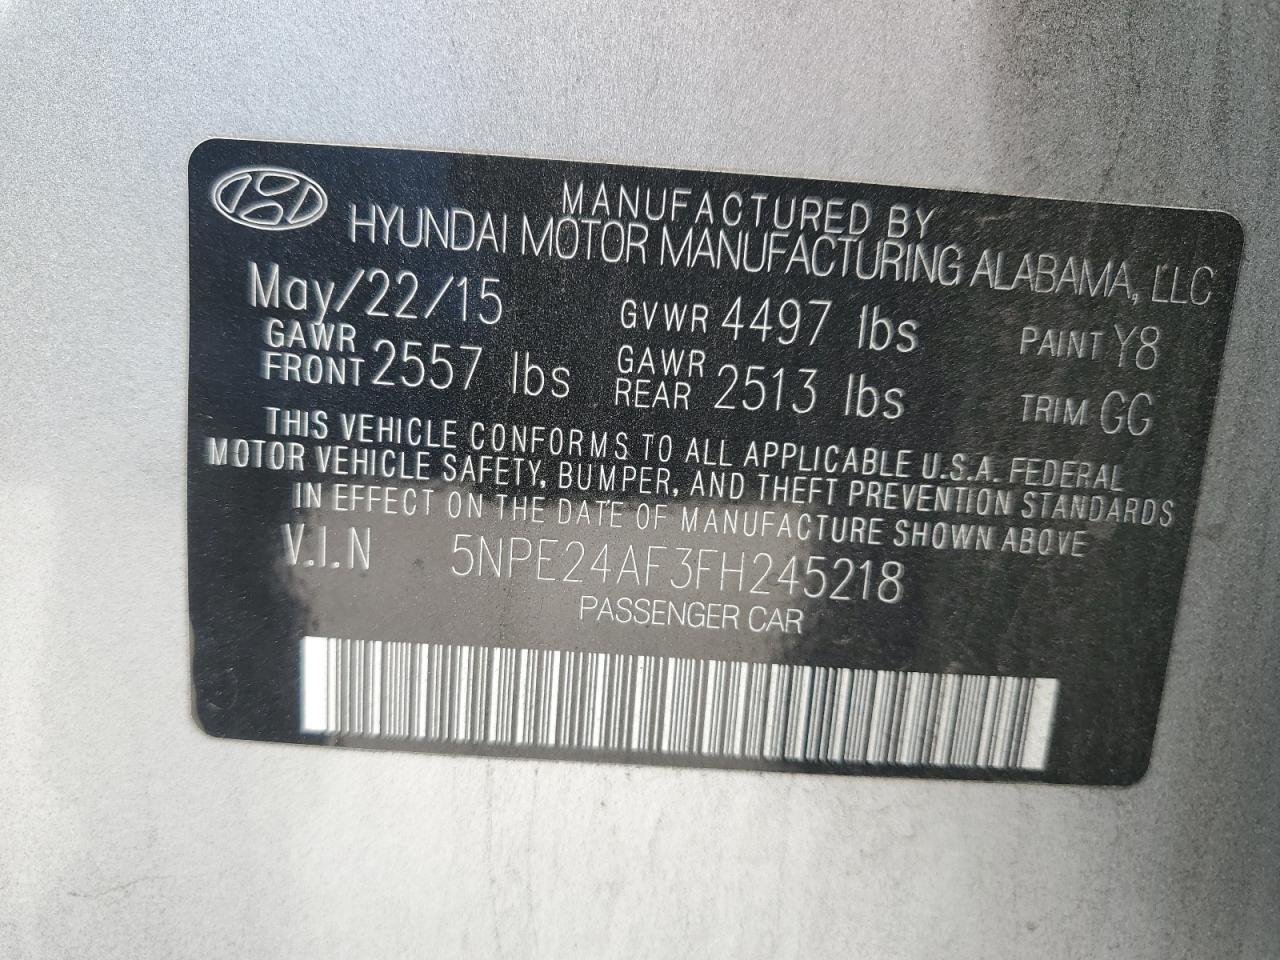 MANUFACTURED BY
HYUNDAI MOTOR MANUFACTURING ALABAMA, LLC
May/22/15 GVWR 4497 lbs PAINT Y8
GAWR FRONT 2557 lbs GAWR REAR 2513 lbs TRIM GG
THIS VEHICLE CONFORMS TO ALL APPLICABLE U.S.A. FEDERAL
MOTOR VEHICLE SAFETY, BUMPER, AND THEFT PREVENTION STANDARDS
IN EFFECT ON THE DATE OF MANUFACTURE SHOWN ABOVE
V.I.N 5NPE24AF3FH245218
PASSENGER CAR